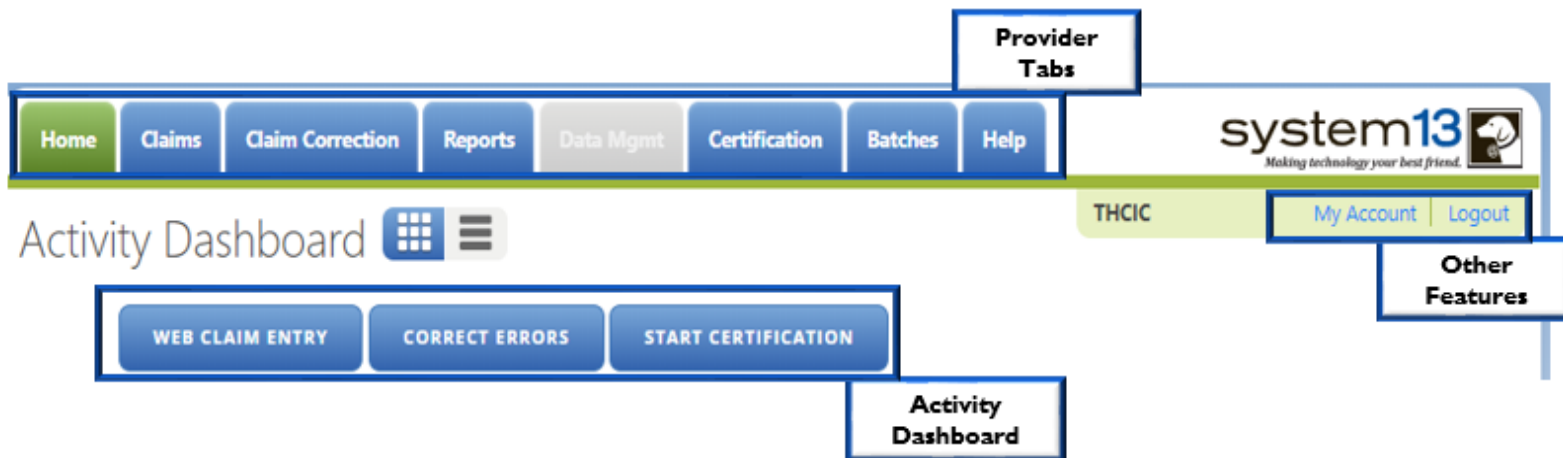 Provider
Tabs
Home Claims Claim Correction Reports Data Mgmt Certification Batches Help
system13
Making technology your best friend.
THCIC My Account Logout
Activity Dashboard
Other
Features
WEB CLAIM ENTRY CORRECT ERRORS START CERTIFICATION
Activity
Dashboard